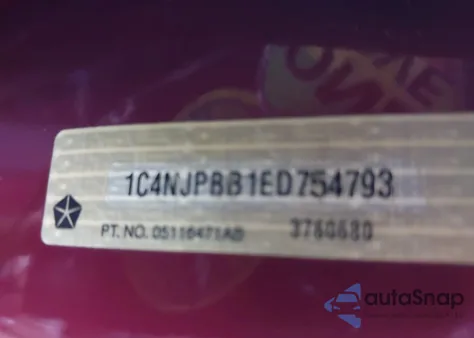 1C4NJPBB1ED754793
PT. NO. 05116471AB 3760680
autoSnap